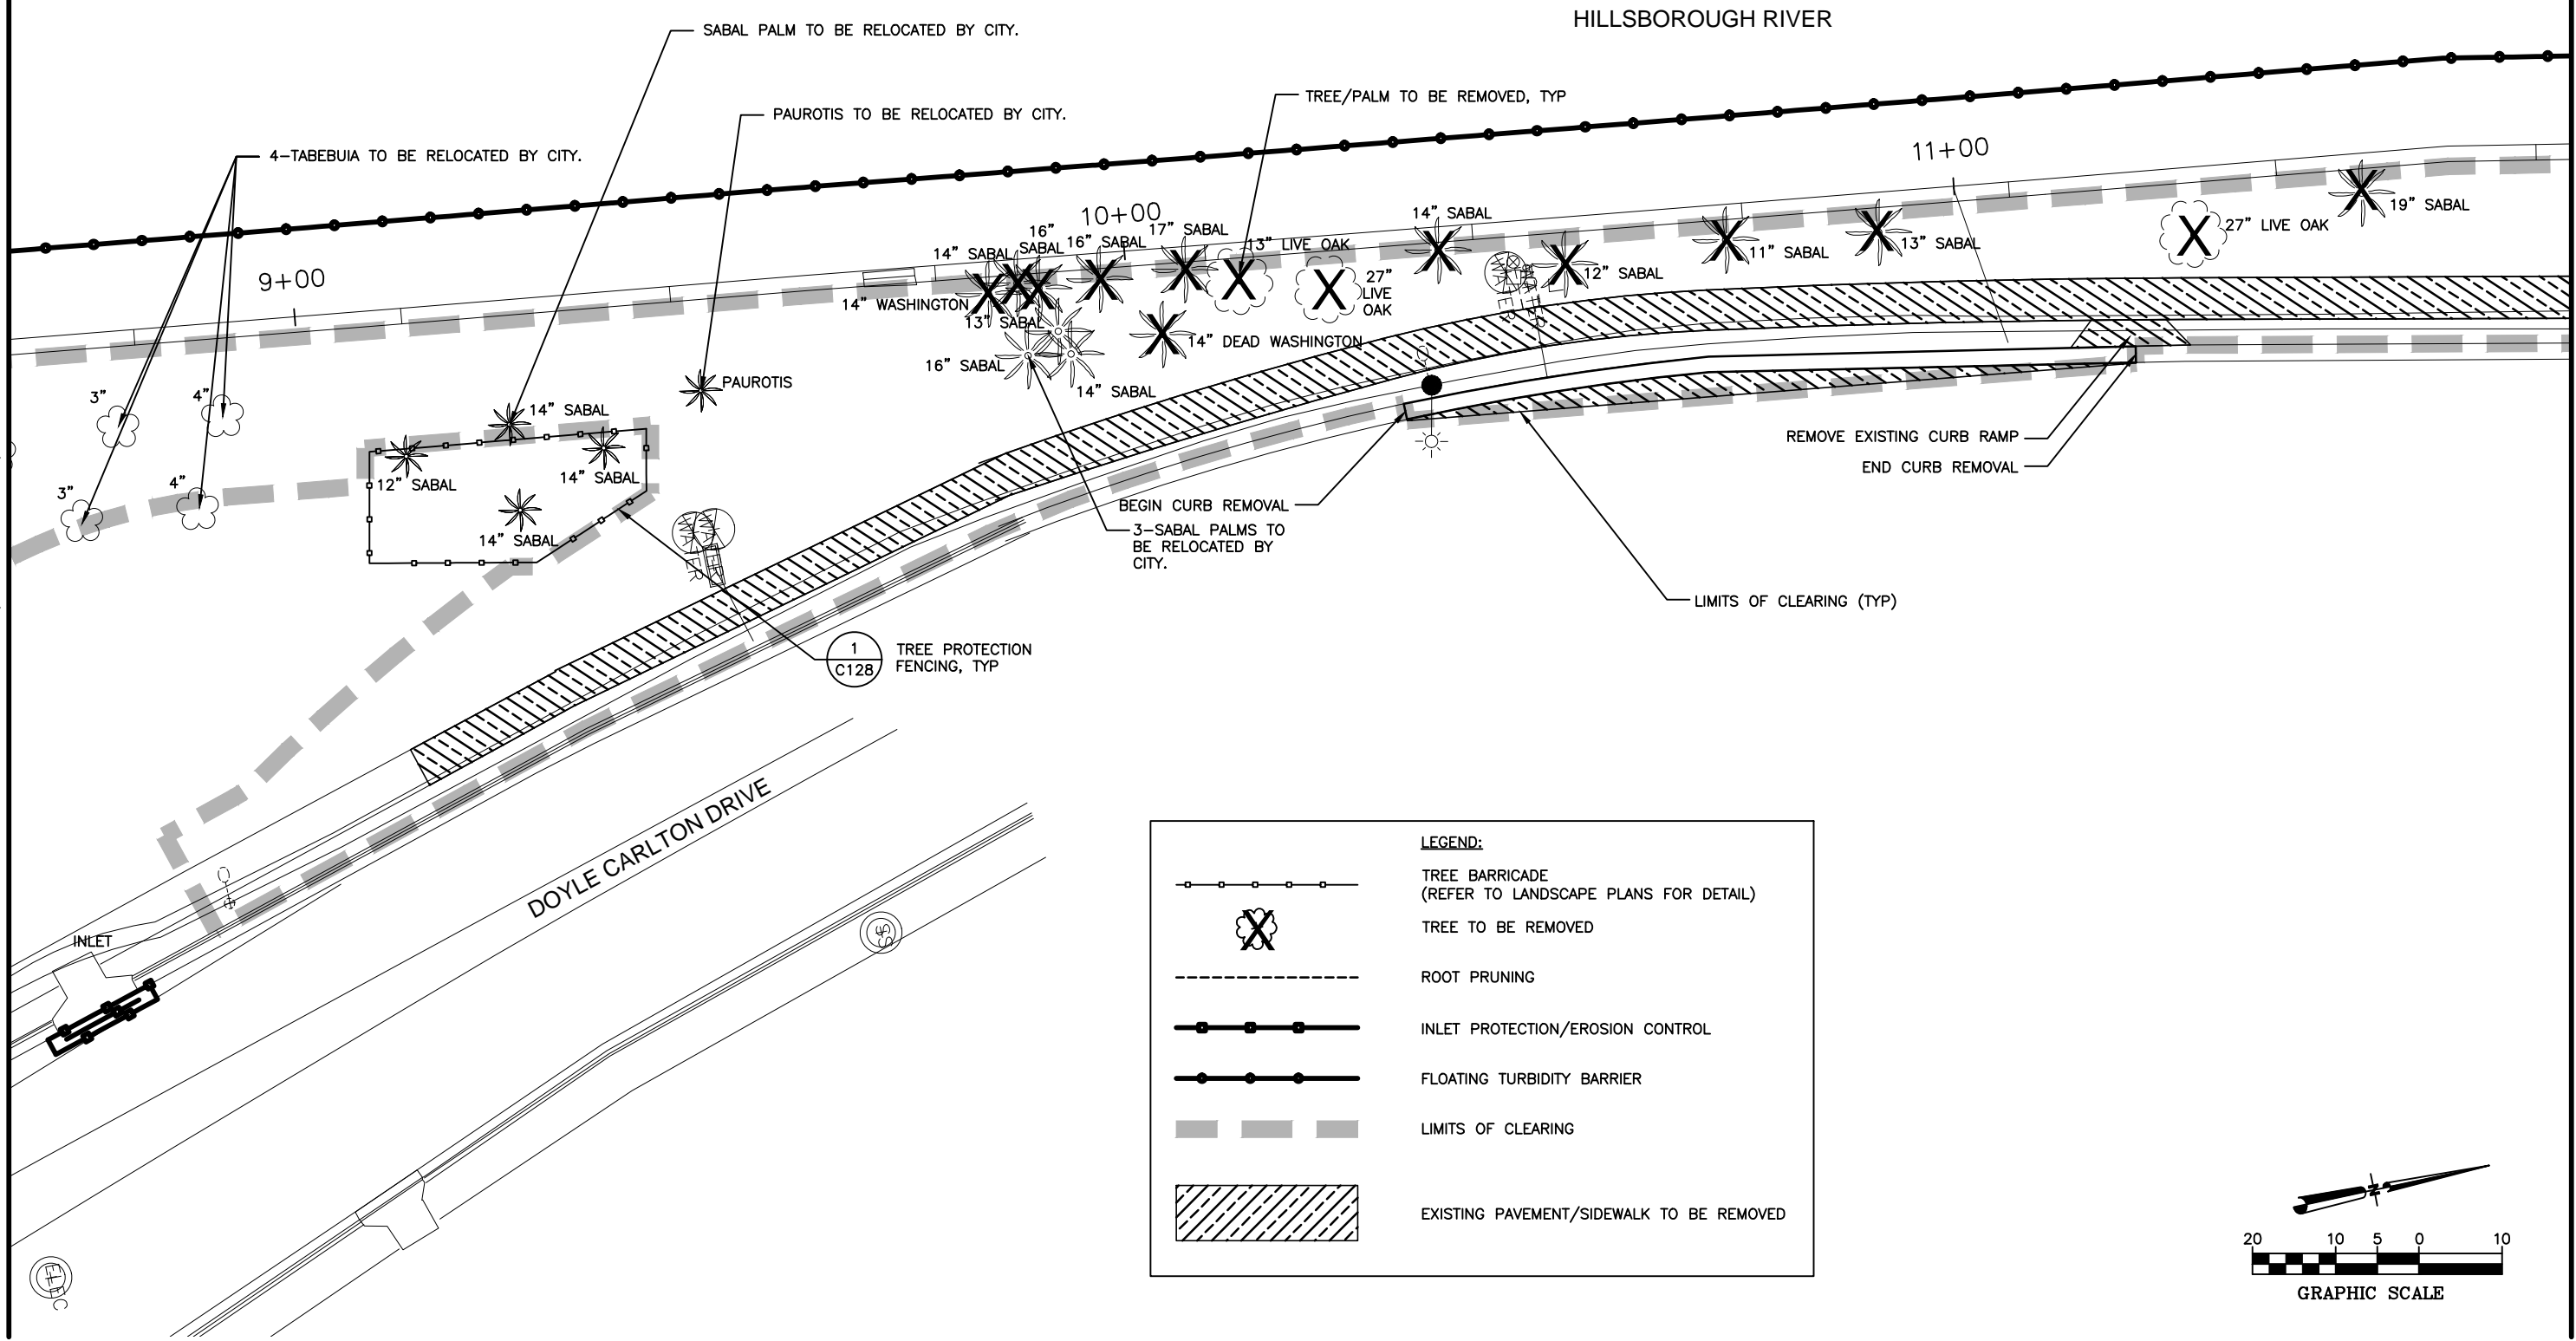 HILLSBOROUGH RIVER
SABAL PALM TO BE RELOCATED BY CITY.
TREE/PALM TO BE REMOVED, TYP
PAUROTIS TO BE RELOCATED BY CITY.
4-TABEBUIA TO BE RELOCATED BY CITY.
9+00
10+00
11+00
14" SABAL
16"
SABAL
16" SABAL
17" SABAL
13" LIVE OAK
14" SABAL
27"
LIVE
OAK
12" SABAL
11" SABAL
13" SABAL
27" LIVE OAK
19" SABAL
14" WASHINGTON
13" SABAL
14" DEAD WASHINGTON
16" SABAL
14" SABAL
PAUROTIS
3"
4"
3"
4"
14" SABAL
12" SABAL
14" SABAL
14" SABAL
REMOVE EXISTING CURB RAMP
END CURB REMOVAL
BEGIN CURB REMOVAL
3-SABAL PALMS TO
BE RELOCATED BY
CITY.
LIMITS OF CLEARING (TYP)
1
C128
TREE PROTECTION
FENCING, TYP
DOYLE CARLTON DRIVE
INLET
ELEC
LEGEND:
TREE BARRICADE
(REFER TO LANDSCAPE PLANS FOR DETAIL)
TREE TO BE REMOVED
ROOT PRUNING
INLET PROTECTION/EROSION CONTROL
FLOATING TURBIDITY BARRIER
LIMITS OF CLEARING
EXISTING PAVEMENT/SIDEWALK TO BE REMOVED
N
20 10 5 0 10
GRAPHIC SCALE